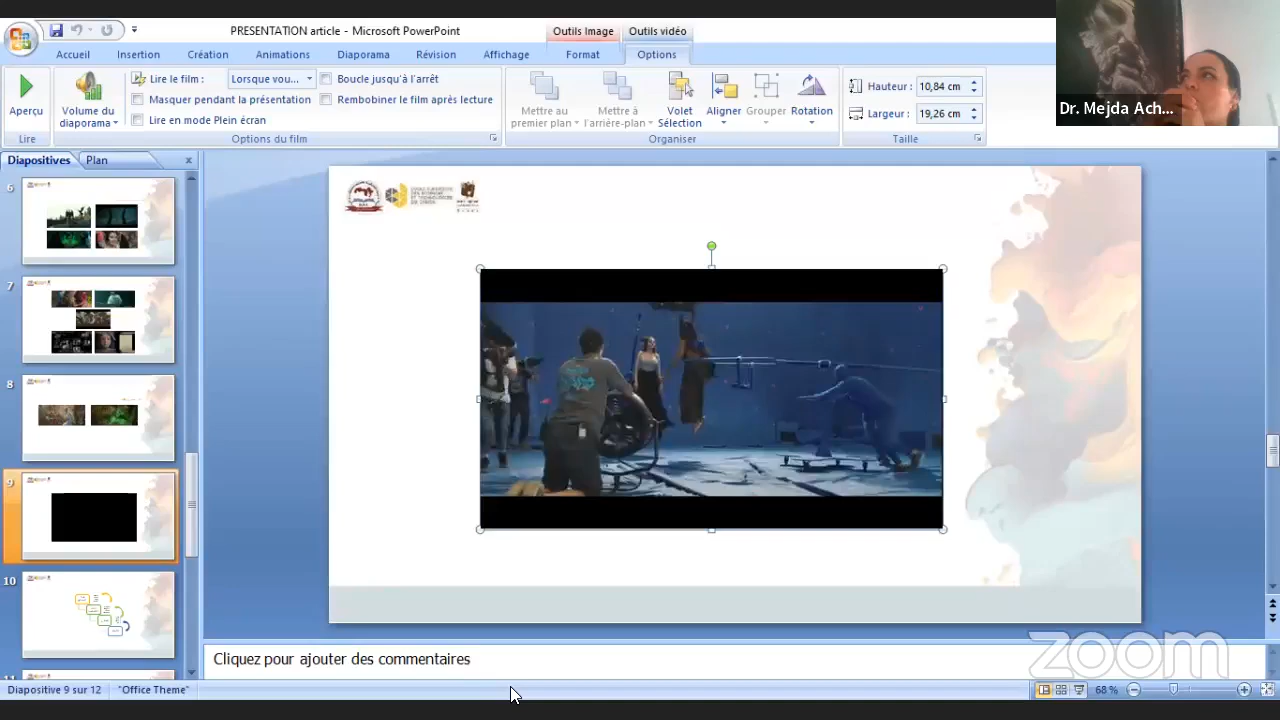 PRESENTATION article - Microsoft PowerPoint
Outils Image
Outils vidéo
Accueil
Insertion
Création
Animations
Diaporama
Révision
Affichage
Format
Options
Aperçu
Lire
Volume du
diaporama
Lire le film :
Lorsque vou...
Masquer pendant la présentation
Lire en mode Plein écran
Boucle jusqu'à l'arrêt
Rembobiner le film après lecture
Options du film
Mettre au
premier plan
Mettre à
l'arrière-plan
Volet
Sélection
Aligner
Grouper
Rotation
Organiser
Hauteur :
10,84 cm
Largeur :
19,26 cm
Taille
Dr. Mejda Ach...
Diapositives
Plan
6
7
8
9
10
11
Cliquez pour ajouter des commentaires
zoom
Diapositive 9 sur 12
"Office Theme"
68 %